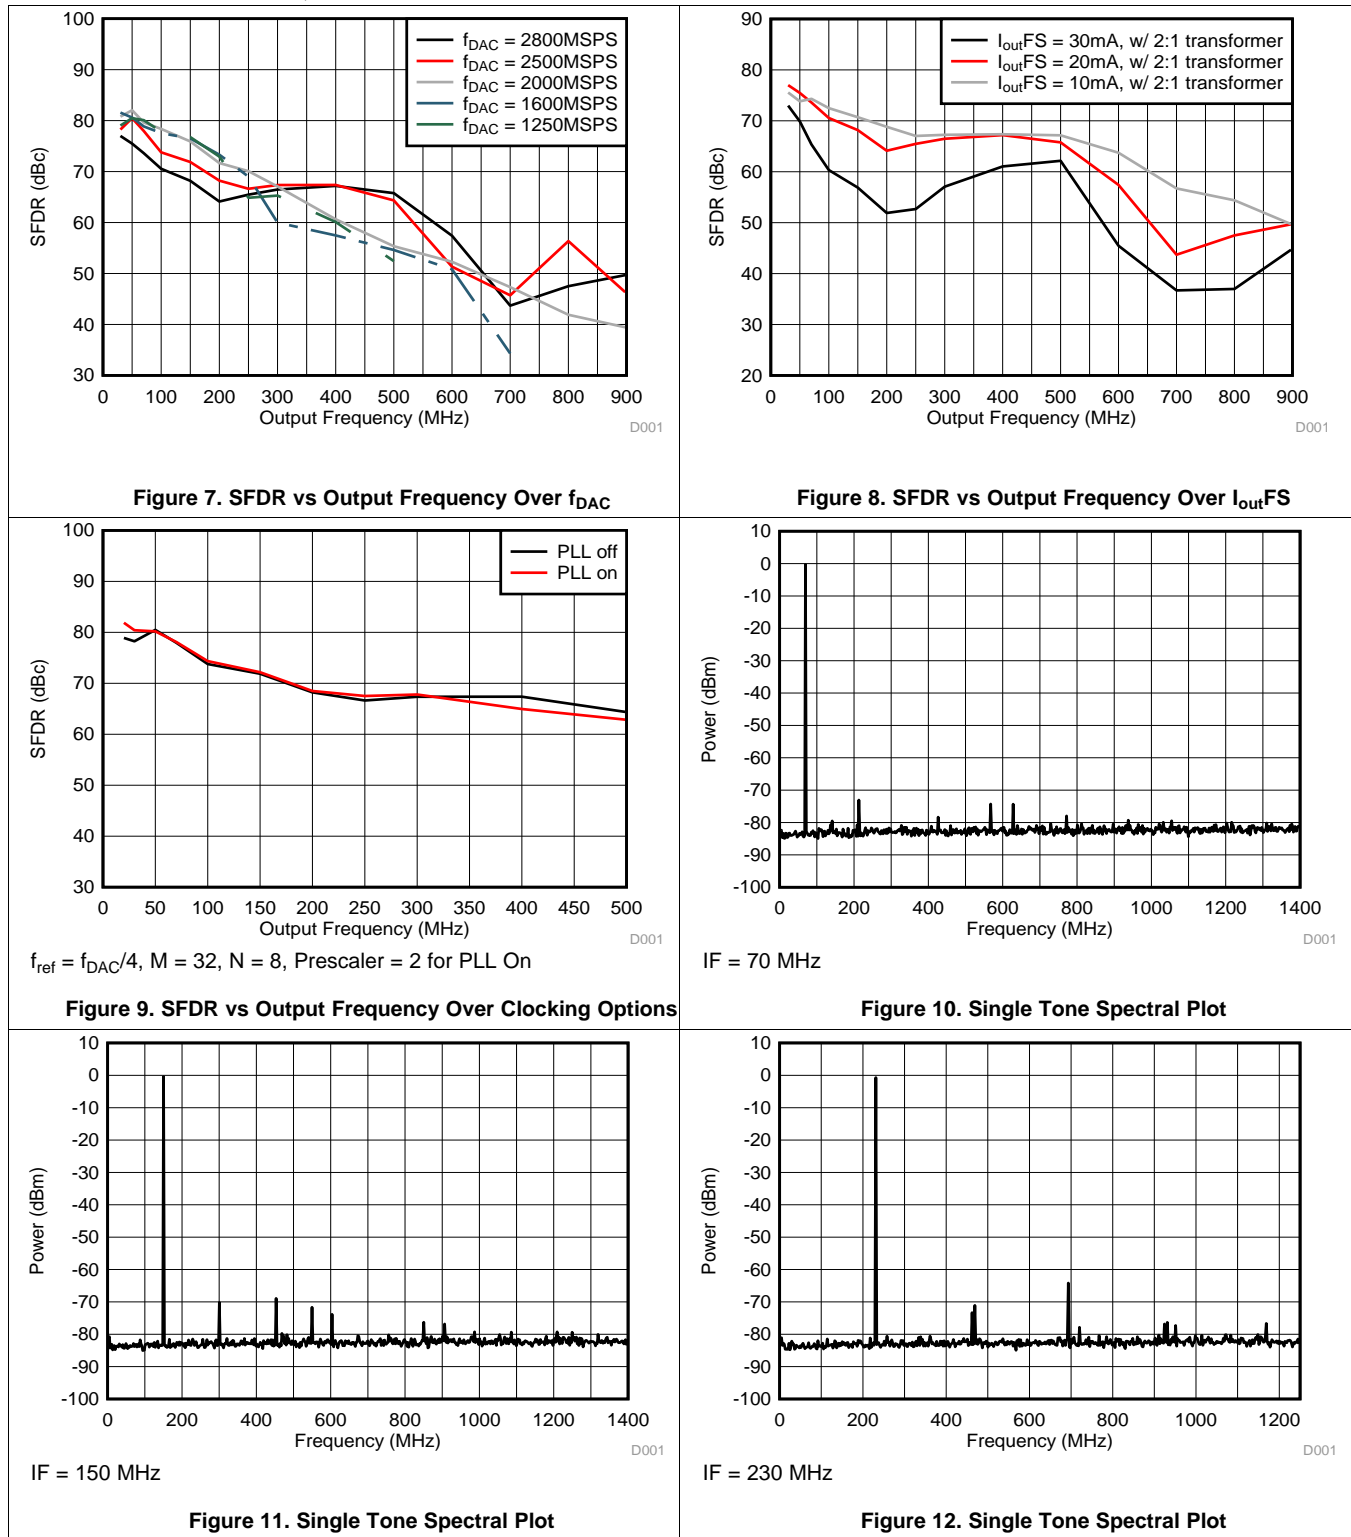 100
90
80
70
60
50
40
30
SFDR (dBc)
0 100 200 300 400 500 600 700 800 900
Output Frequency (MHz)
D001
fDAC = 2800MSPS
fDAC = 2500MSPS
fDAC = 2000MSPS
fDAC = 1600MSPS
fDAC = 1250MSPS
Figure 7. SFDR vs Output Frequency Over fDAC
90
80
70
60
50
40
30
20
SFDR (dBc)
0 100 200 300 400 500 600 700 800 900
Output Frequency (MHz)
D001
IoutFS = 30mA, w/ 2:1 transformer
IoutFS = 20mA, w/ 2:1 transformer
IoutFS = 10mA, w/ 2:1 transformer
Figure 8. SFDR vs Output Frequency Over IoutFS
100
90
80
70
60
50
40
30
SFDR (dBc)
0 50 100 150 200 250 300 350 400 450 500
Output Frequency (MHz)
D001
PLL off
PLL on
fref = fDAC/4, M = 32, N = 8, Prescaler = 2 for PLL On
Figure 9. SFDR vs Output Frequency Over Clocking Options
10
0
-10
-20
-30
-40
-50
-60
-70
-80
-90
-100
Power (dBm)
0 200 400 600 800 1000 1200 1400
Frequency (MHz)
D001
IF = 70 MHz
Figure 10. Single Tone Spectral Plot
10
0
-10
-20
-30
-40
-50
-60
-70
-80
-90
-100
Power (dBm)
0 200 400 600 800 1000 1200 1400
Frequency (MHz)
D001
IF = 150 MHz
Figure 11. Single Tone Spectral Plot
10
0
-10
-20
-30
-40
-50
-60
-70
-80
-90
-100
Power (dBm)
0 200 400 600 800 1000 1200
Frequency (MHz)
D001
IF = 230 MHz
Figure 12. Single Tone Spectral Plot